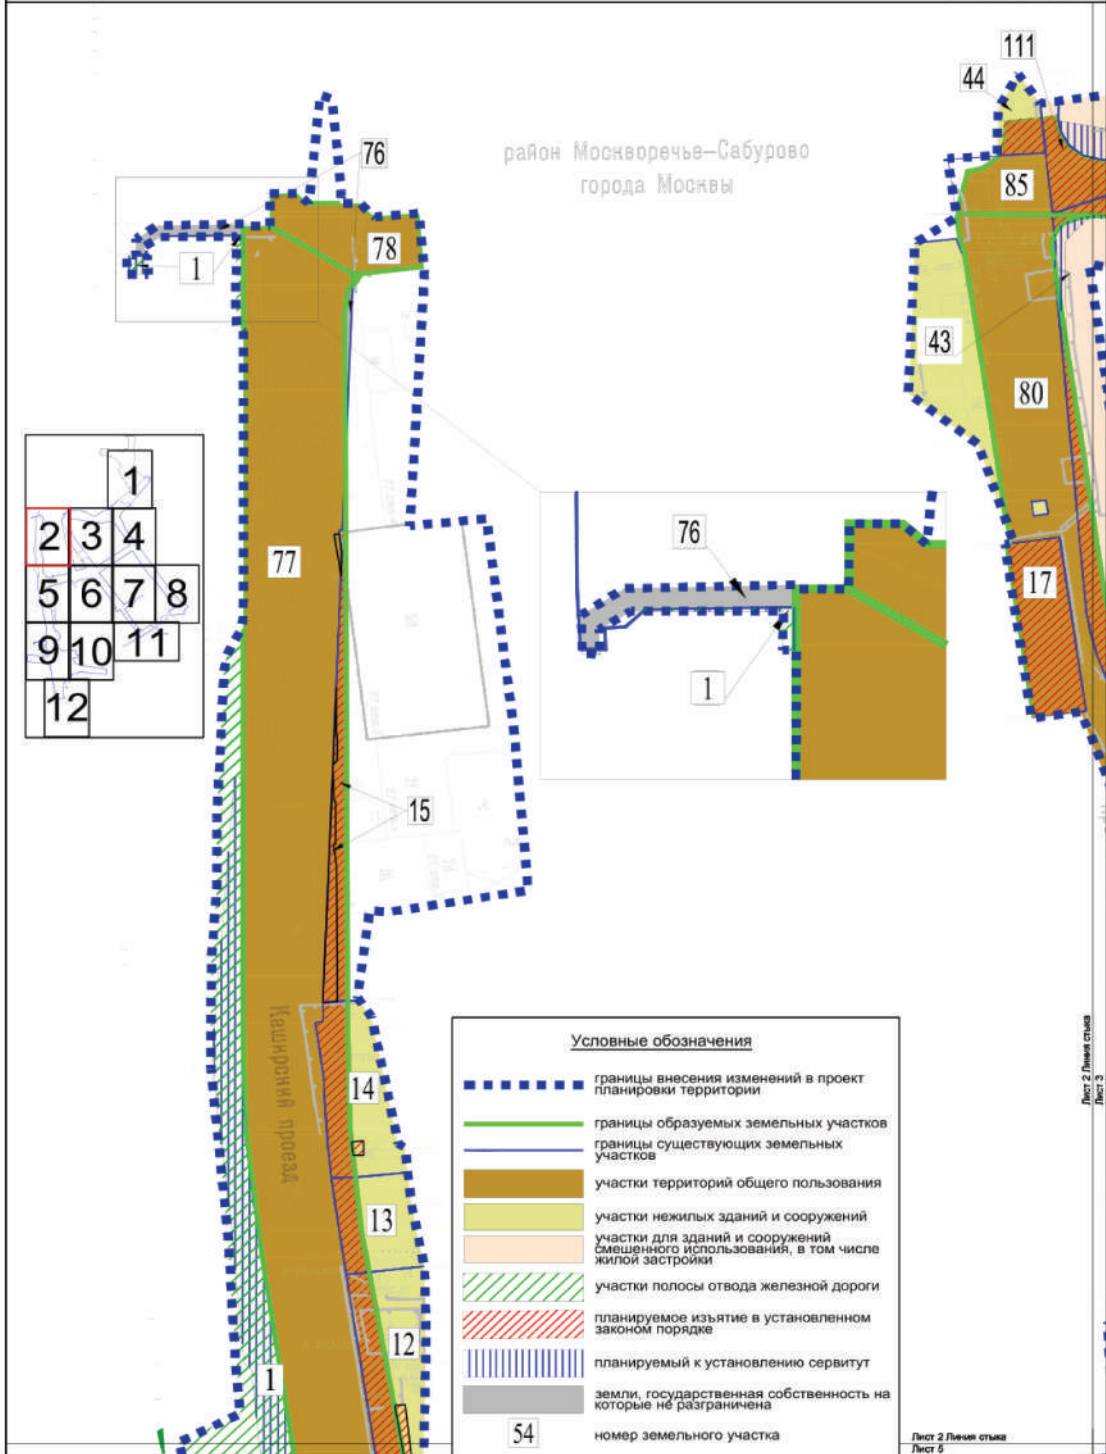 111
44
76
район Москворечье–Сабурово
города Москвы
85
78
1
43
80
1
2 3 4
5 6 7 8
9 10 11
12
77
76
17
1
15
Каширский проезд
14
13
12
1
Условные обозначения
границы внесения изменений в проект
планировки территории
границы образуемых земельных участков
границы существующих земельных
участков
участки территорий общего пользования
участки нежилых зданий и сооружений
участки для зданий и сооружений
смешенного использования, в том числе
жилой застройки
участки полосы отвода железной дороги
планируемое изъятие в установленном
законом порядке
планируемый к установлению сервитут
земли, государственная собственность на
которые не разграничена
54
номер земельного участка
Лист 2 Линия стыка
Лист 3
Лист 2 Линия стыка
Лист 5